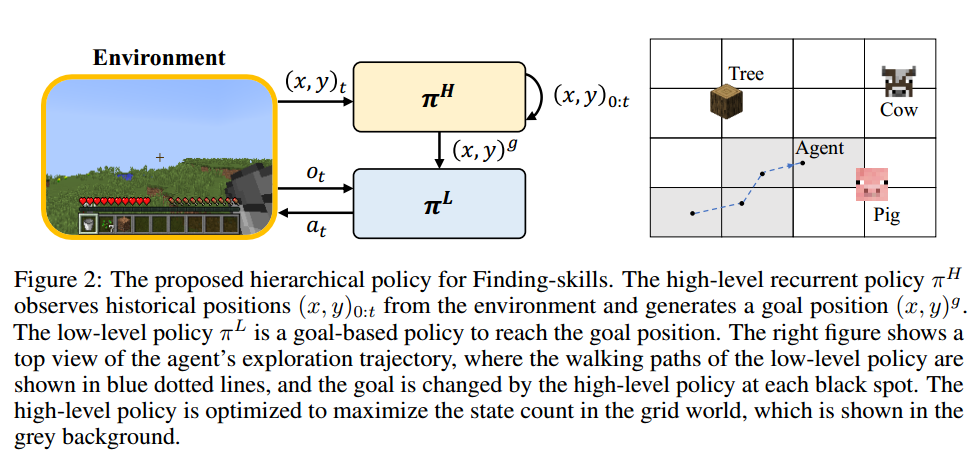 Environment
(x, y)_t
π^H
(x, y)_{0:t}
(x, y)^g
o_t
π^L
a_t
Tree
Cow
Agent
Pig
Figure 2: The proposed hierarchical policy for Finding-skills. The high-level recurrent policy π^H
observes historical positions (x, y)_{0:t} from the environment and generates a goal position (x, y)^g.
The low-level policy π^L is a goal-based policy to reach the goal position. The right figure shows a
top view of the agent's exploration trajectory, where the walking paths of the low-level policy are
shown in blue dotted lines, and the goal is changed by the high-level policy at each black spot. The
high-level policy is optimized to maximize the state count in the grid world, which is shown in the
grey background.